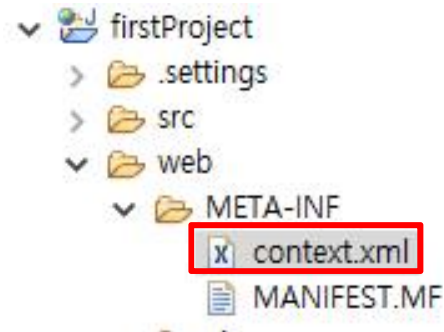 firstProject
.settings
src
web
META-INF
context.xml
MANIFEST.MF